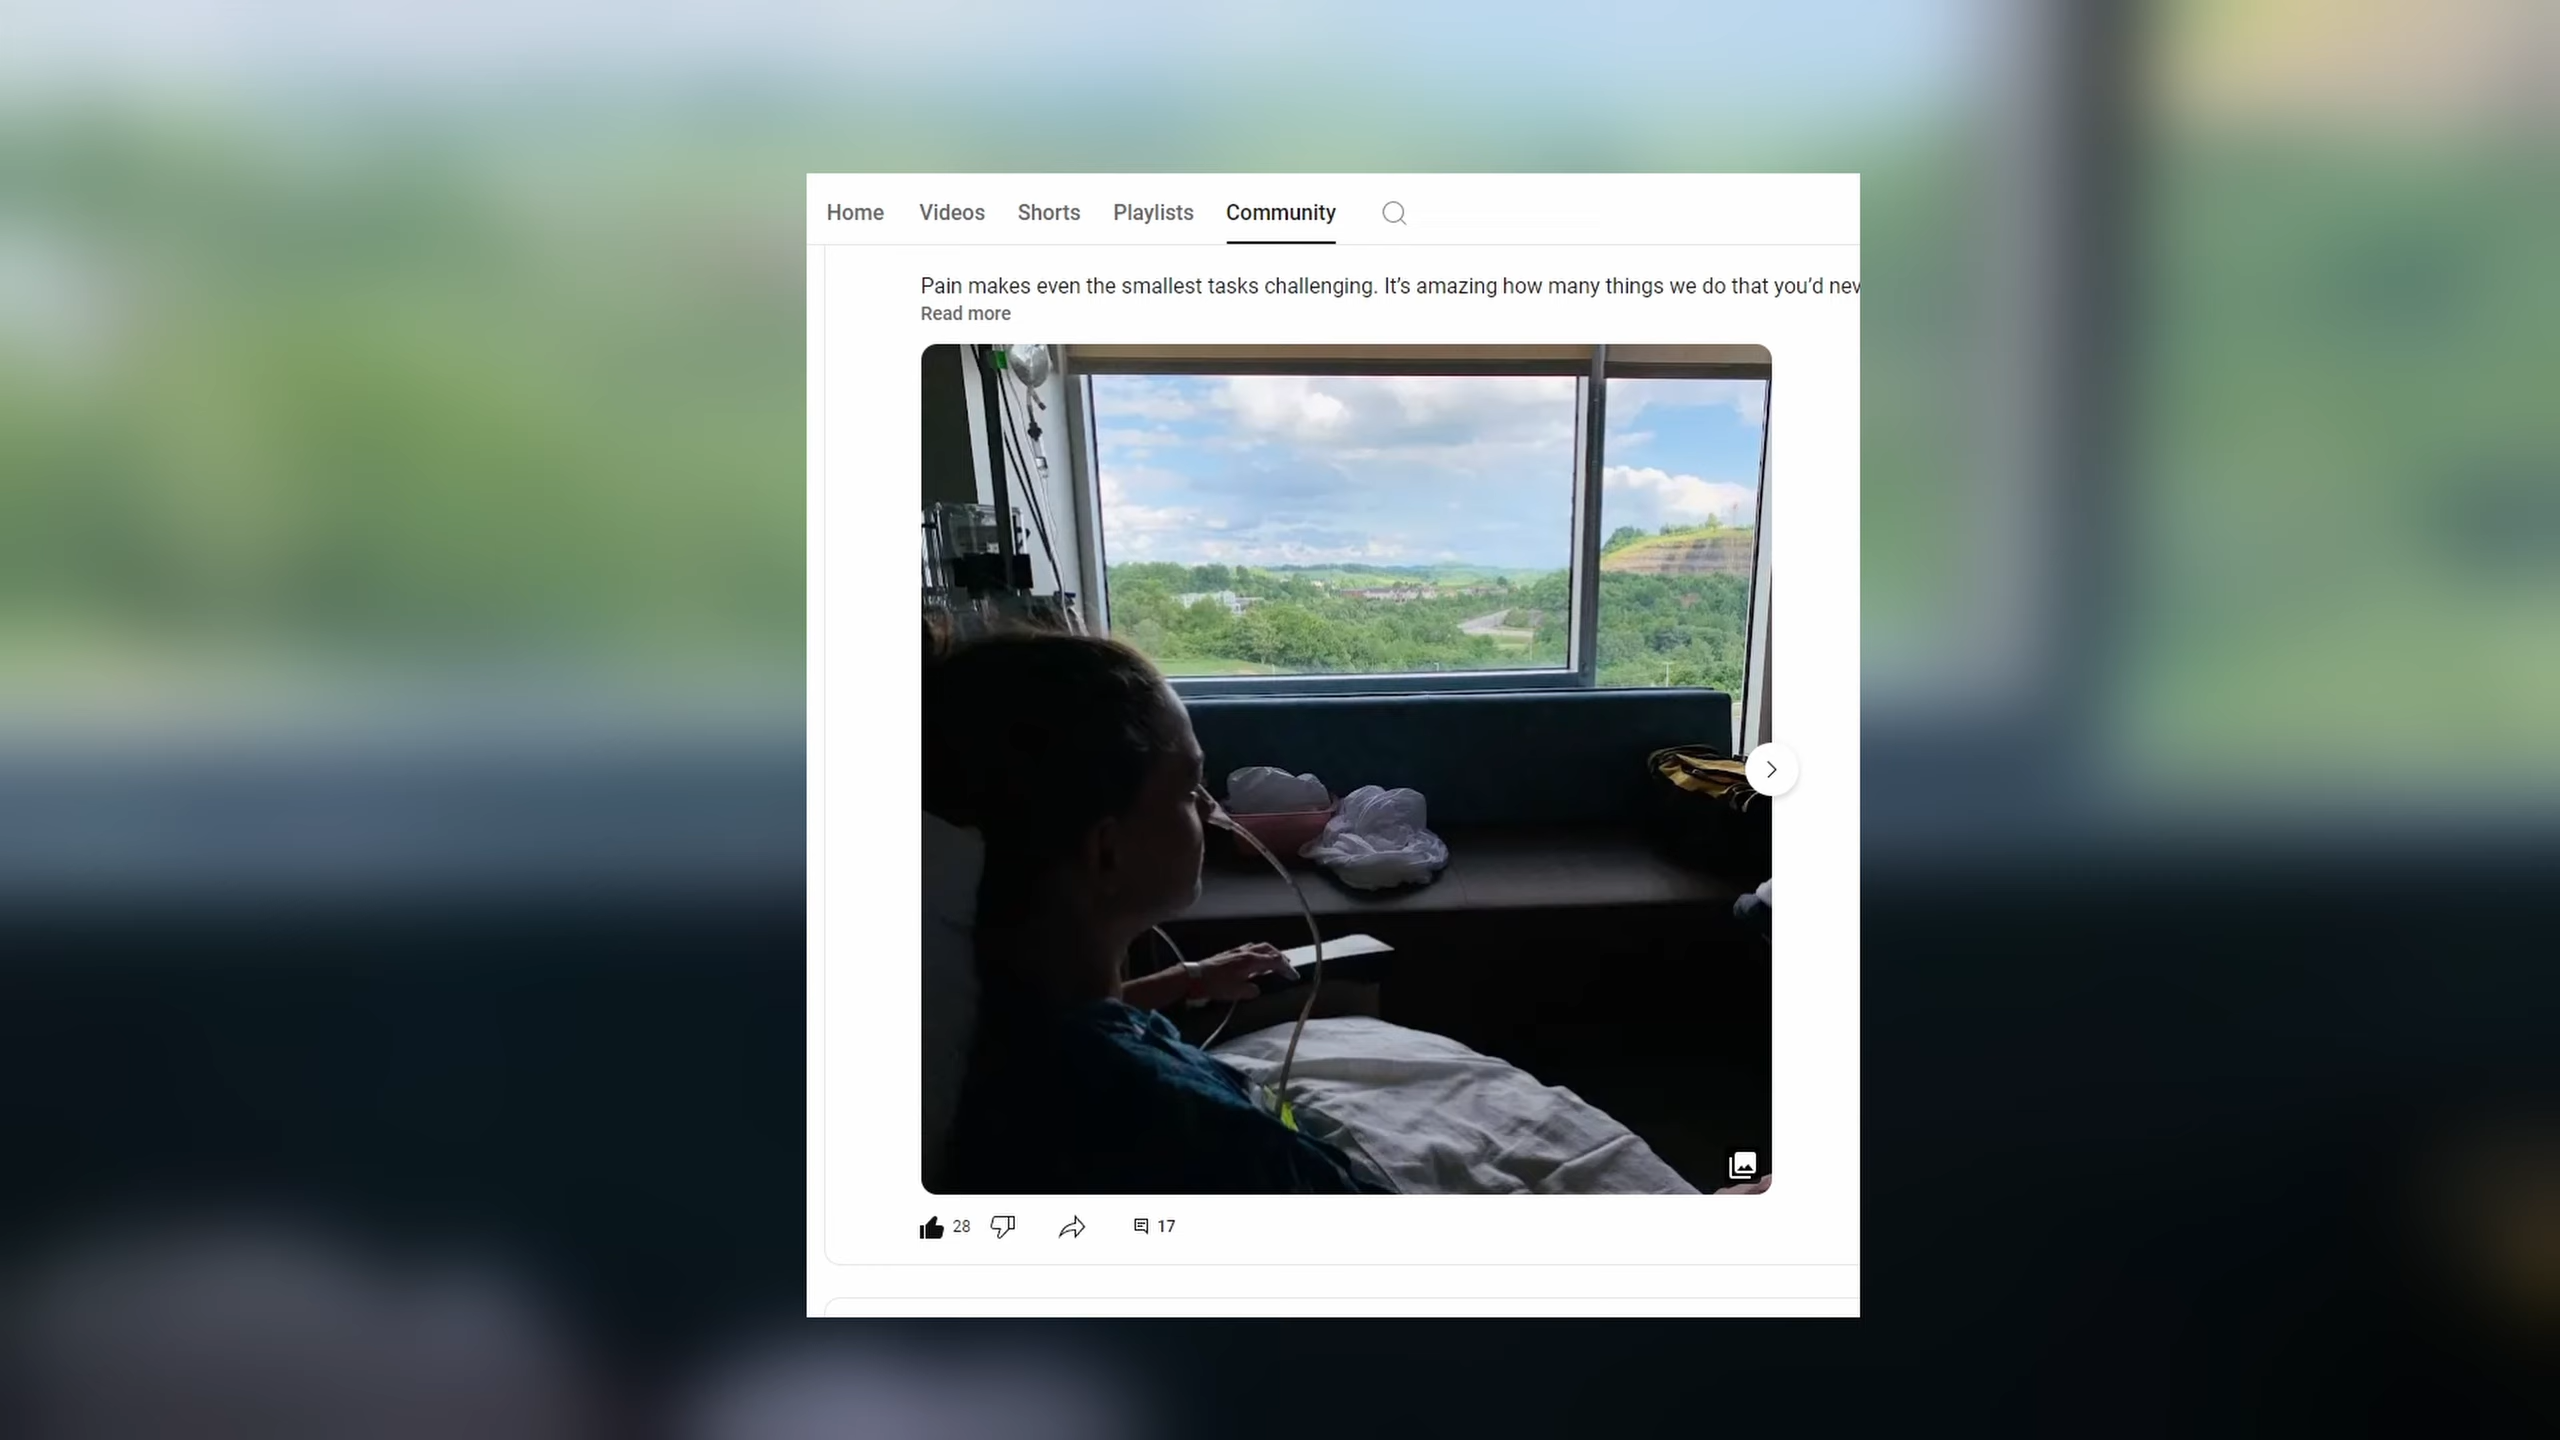 Home Videos Shorts Playlists Community
Pain makes even the smallest tasks challenging. It’s amazing how many things we do that you’d nev
Read more
28 17